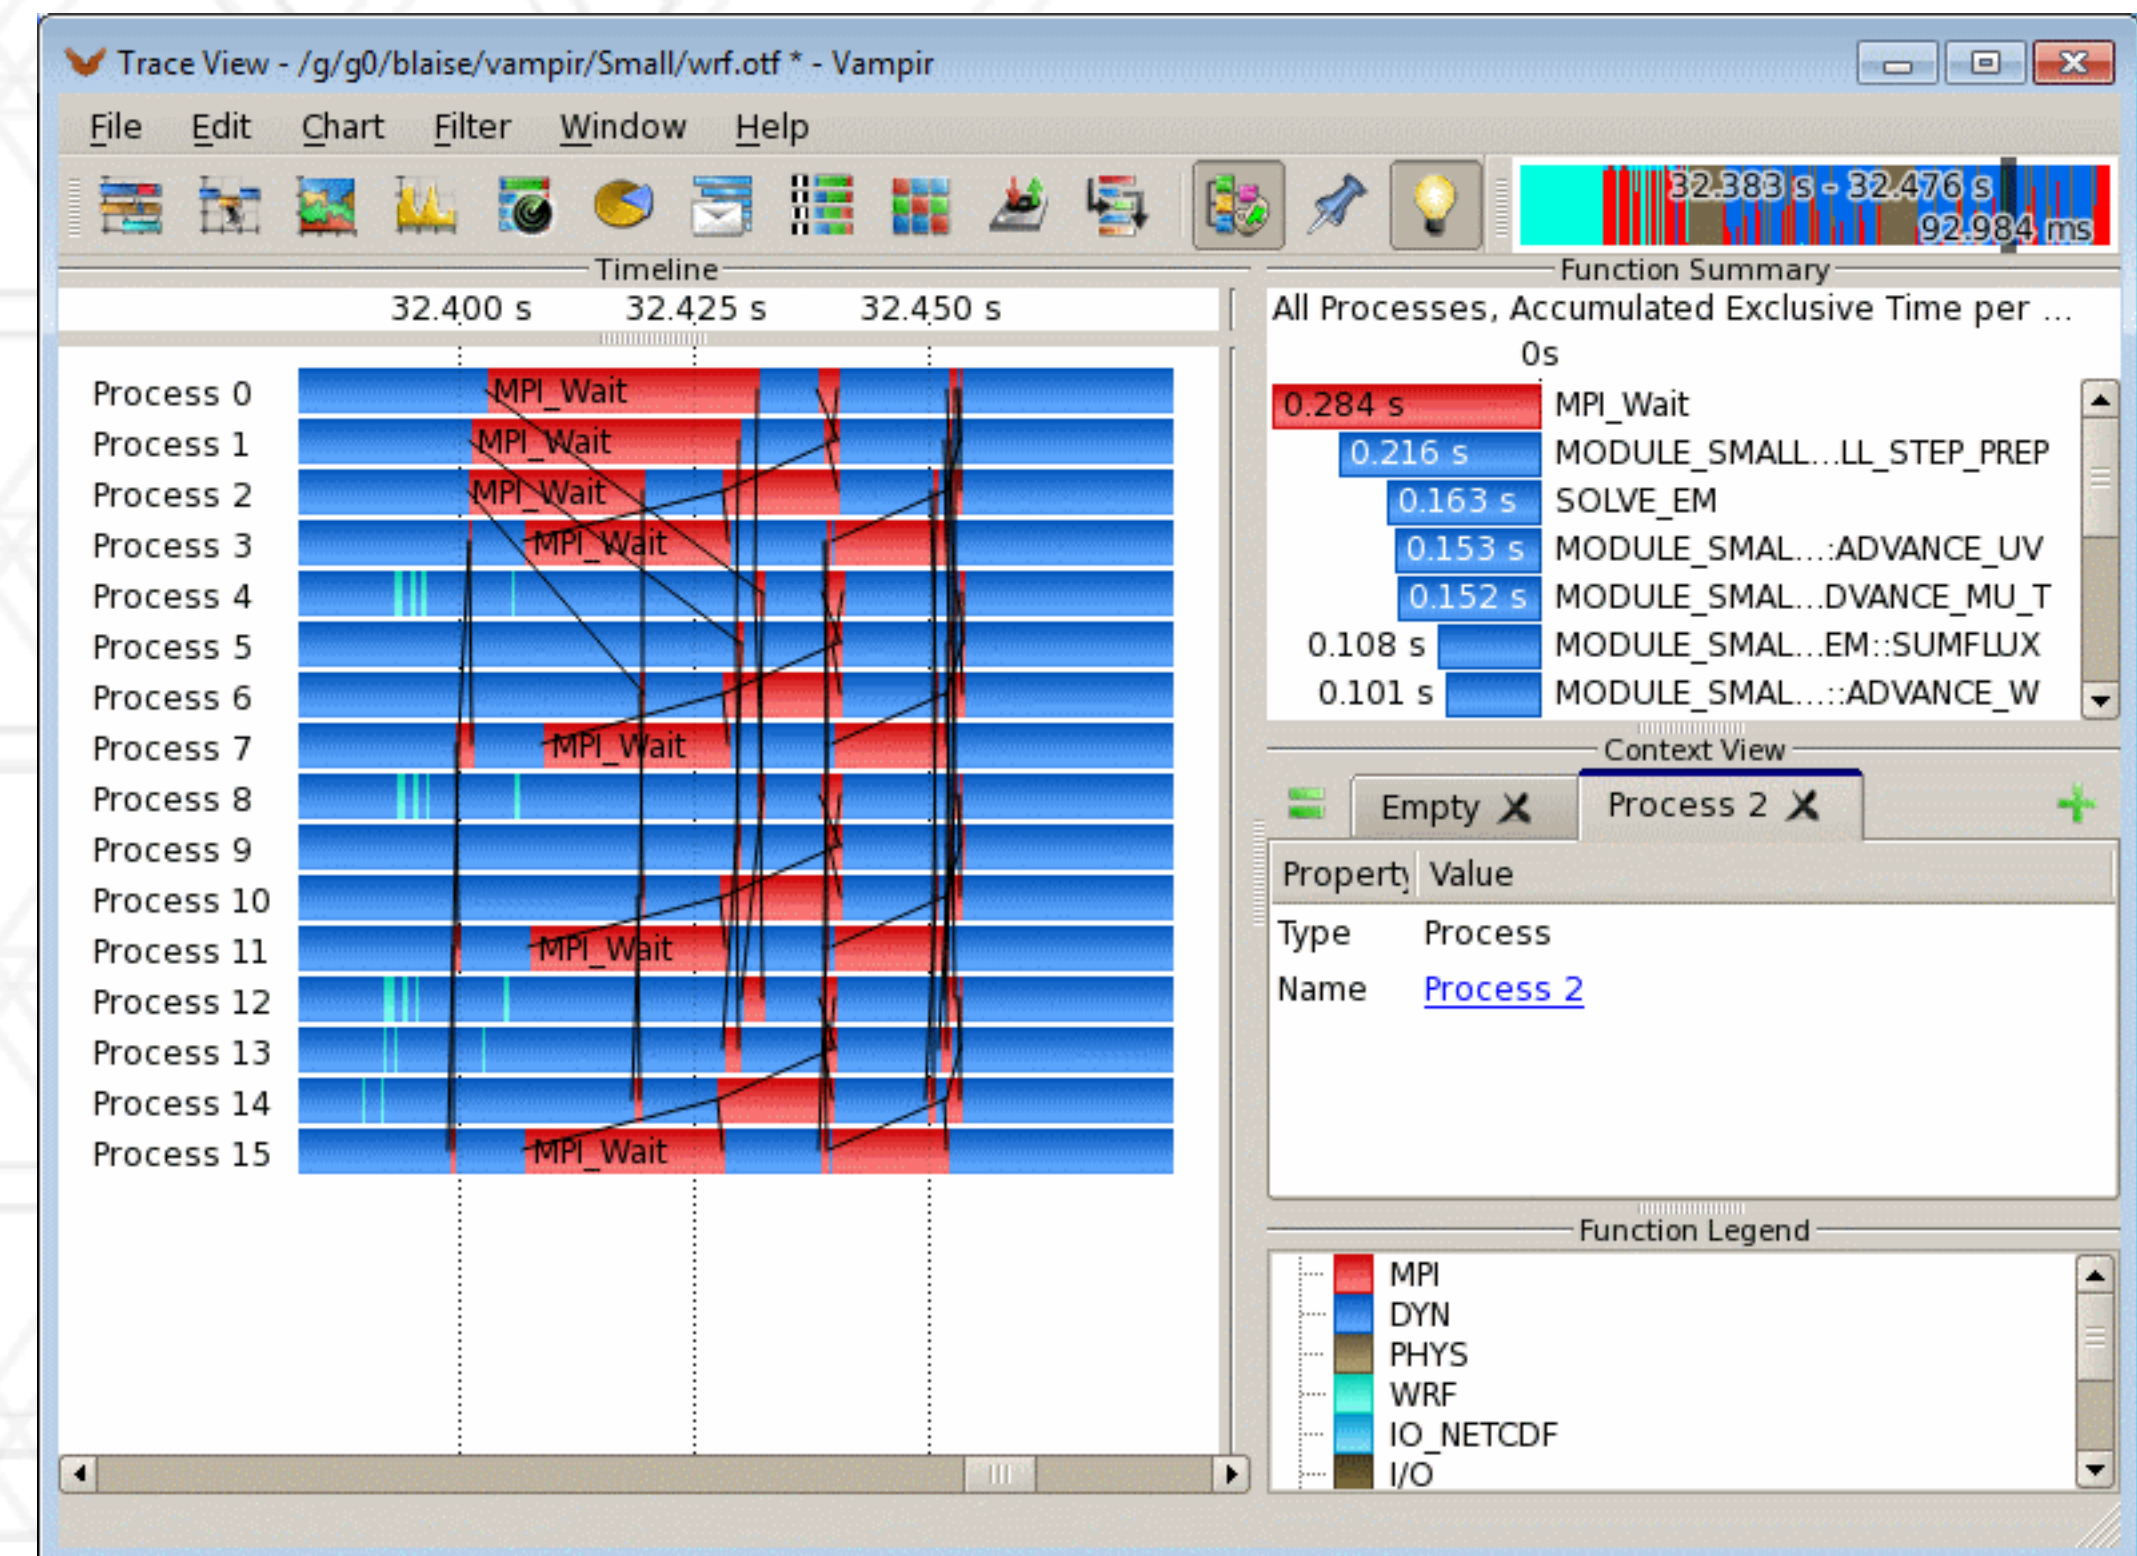 Trace View - /g/g0/blaise/vampir/Small/wrf.otf * - Vampir
File Edit Chart Filter Window Help
32.383 s - 32.476 s
92.984 ms
Timeline
32.400 s 32.425 s 32.450 s
Process 0 MPI_Wait
Process 1 MPI_Wait
Process 2 MPI_Wait
Process 3 MPI_Wait
Process 4
Process 5
Process 6
Process 7 MPI_Wait
Process 8
Process 9
Process 10
Process 11 MPI_Wait
Process 12
Process 13
Process 14
Process 15 MPI_Wait
Function Summary
All Processes, Accumulated Exclusive Time per ...
0s
0.284 s MPI_Wait
0.216 s MODULE_SMALL...LL_STEP_PREP
0.163 s SOLVE_EM
0.153 s MODULE_SMAL...:ADVANCE_UV
0.152 s MODULE_SMAL...DVANCE_MU_T
0.108 s MODULE_SMAL...EM::SUMFLUX
0.101 s MODULE_SMAL...::ADVANCE_W
Context View
Empty Process 2
Property Value
Type Process
Name Process 2
Function Legend
MPI
DYN
PHYS
WRF
IO_NETCDF
I/O